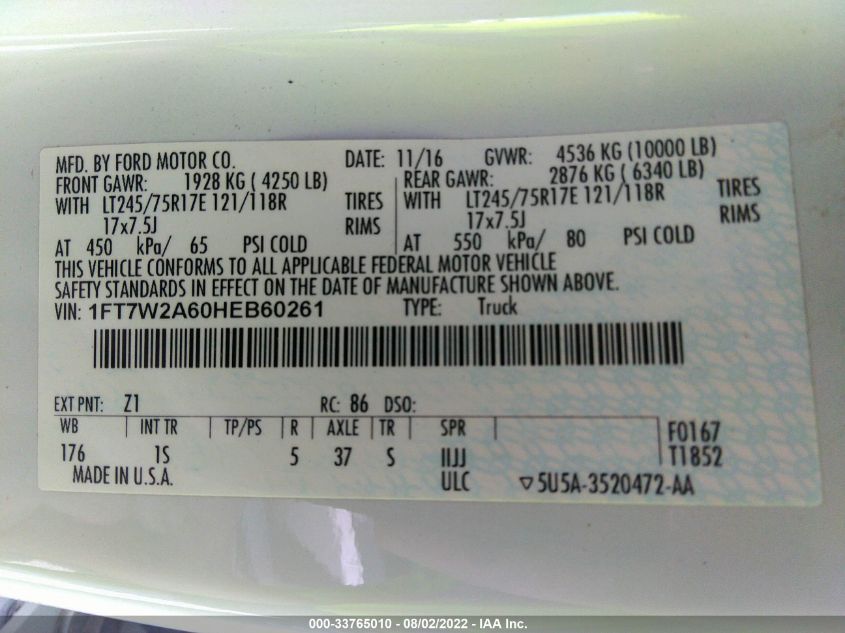 MFD. BY FORD MOTOR CO. DATE: 11/16 GVWR: 4536 KG (10000 LB)
FRONT GAWR: 1928 KG ( 4250 LB) REAR GAWR: 2876 KG ( 6340 LB)
WITH LT245/75R17E 121/118R TIRES WITH LT245/75R17E 121/118R TIRES
17x7.5J RIMS 17x7.5J RIMS
AT 450 kPa/ 65 PSI COLD AT 550 kPa/ 80 PSI COLD
THIS VEHICLE CONFORMS TO ALL APPLICABLE FEDERAL MOTOR VEHICLE
SAFETY STANDARDS IN EFFECT ON THE DATE OF MANUFACTURE SHOWN ABOVE.
VIN: 1FT7W2A60HEB60261 TYPE: Truck
EXT PNT: Z1 RC: 86 DSO:
WB INT TR TP/PS R AXLE TR SPR F0167
176 1S 5 37 S IIJJ T1852
MADE IN U.S.A. ULC ▽5U5A-3520472-AA
000-33765010 - 08/02/2022 - IAA Inc.